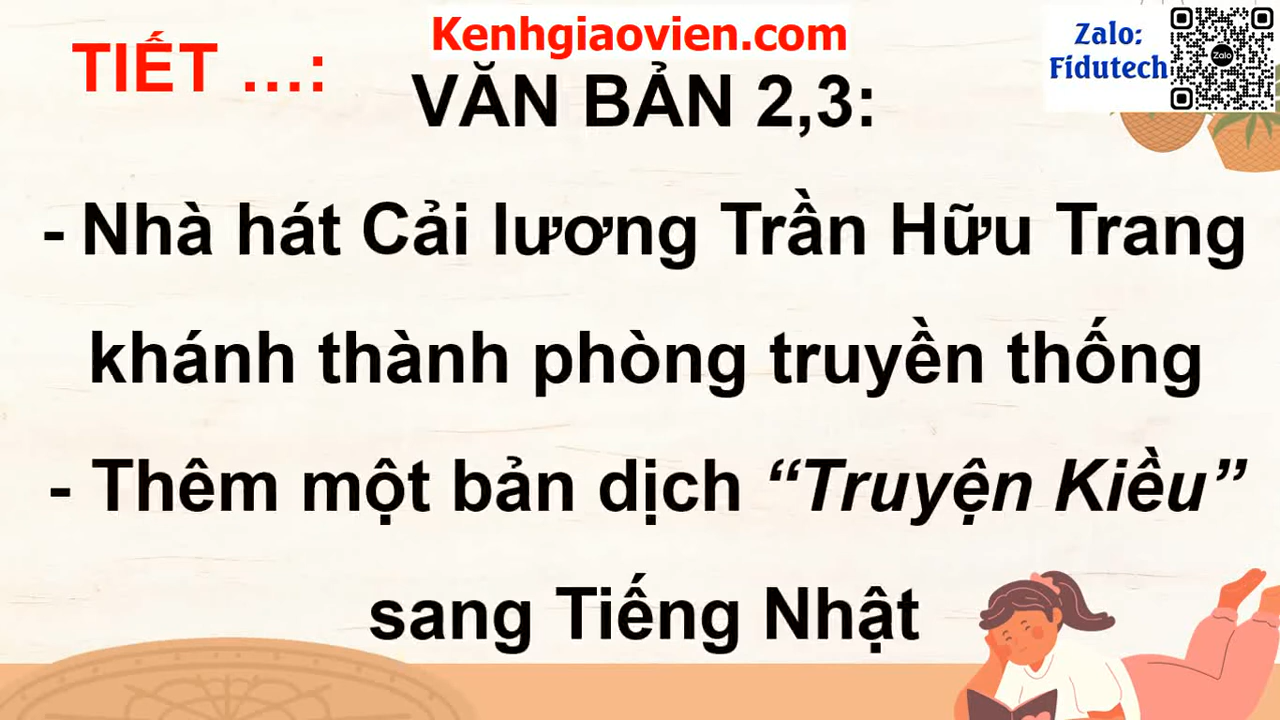 Kenhgiaovien.com
Zalo:
Fidutech
Zalo
TIẾT ...:
VĂN BẢN 2,3:
- Nhà hát Cải lương Trần Hữu Trang
khánh thành phòng truyền thống
- Thêm một bản dịch “Truyện Kiều”
sang Tiếng Nhật